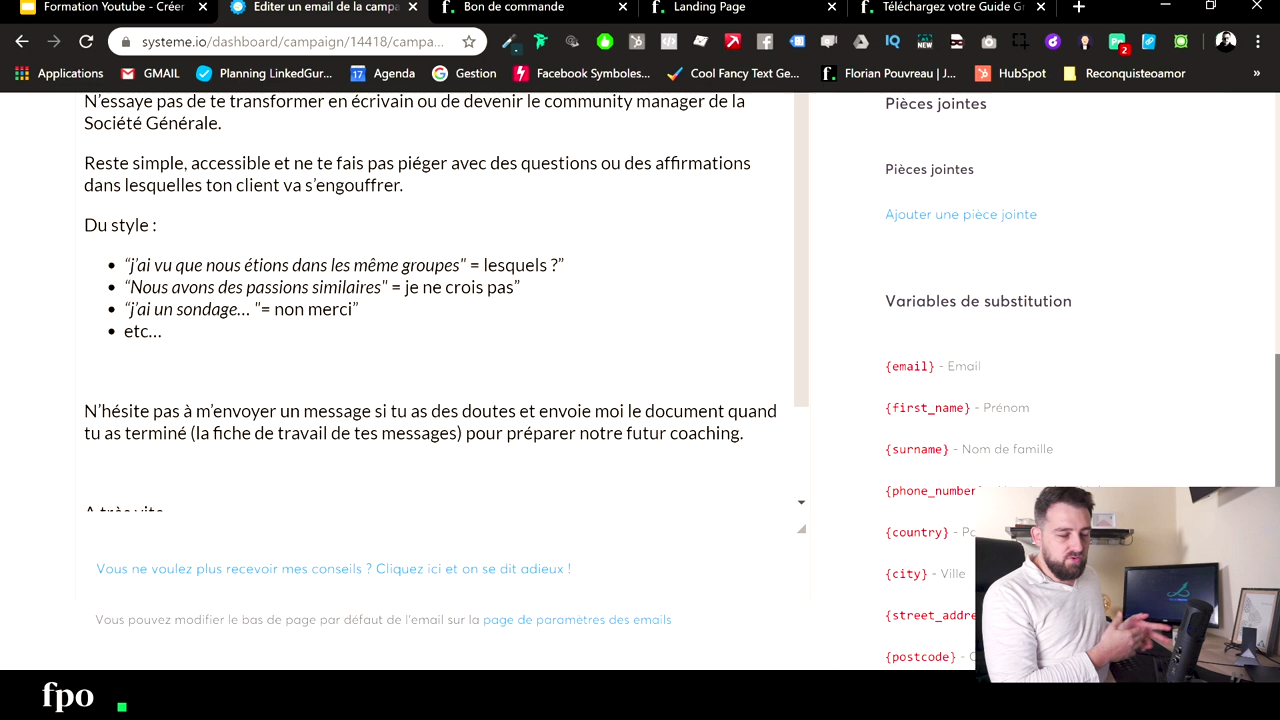 Formation Youtube - Créer
Editer un email de la campa
Bon de commande
Landing Page
Téléchargez votre Guide Gr
systeme.io/dashboard/campaign/14418/campa...
IQ
NEW
2
Applications
GMAIL
Planning LinkedGur...
17 Agenda
Gestion
Facebook Symboles...
Cool Fancy Text Ge...
Florian Pouvreau | J...
HubSpot
Reconquisteoamor
»
N'essaye pas de te transformer en écrivain ou de devenir le community manager de la
Société Générale.
Reste simple, accessible et ne te fais pas piéger avec des questions ou des affirmations
dans lesquelles ton client va s'engouffrer.
Du style :
• “j'ai vu que nous étions dans les même groupes" = lesquels ?”
• “Nous avons des passions similaires" = je ne crois pas”
• “j'ai un sondage… "= non merci”
• etc…
N'hésite pas à m'envoyer un message si tu as des doutes et envoie moi le document quand
tu as terminé (la fiche de travail de tes messages) pour préparer notre futur coaching.
A très vite
Vous ne voulez plus recevoir mes conseils ? Cliquez ici et on se dit adieux !
Vous pouvez modifier le bas de page par défaut de l'email sur la page de paramètres des emails
Pièces jointes
Pièces jointes
Ajouter une pièce jointe
Variables de substitution
{email} - Email
{first_name} - Prénom
{surname} - Nom de famille
{phone_number
{country} - Pa
{city} - Ville
{street_addre
{postcode} - C
fpo